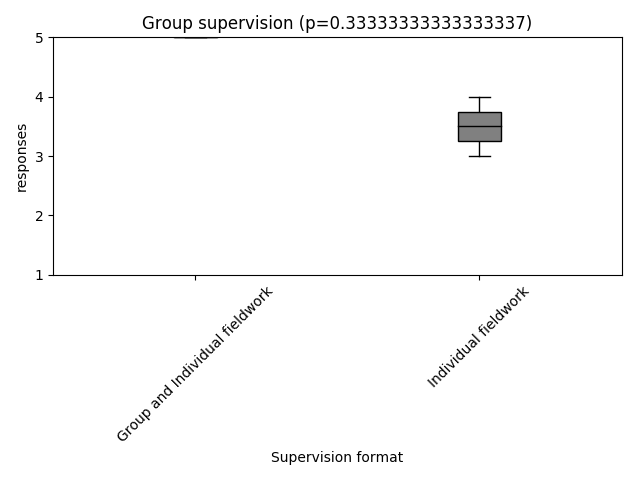 Group supervision (p=0.33333333333333337)
5
4
3
2
1
responses
Group and Individual fieldwork
Individual fieldwork
Supervision format